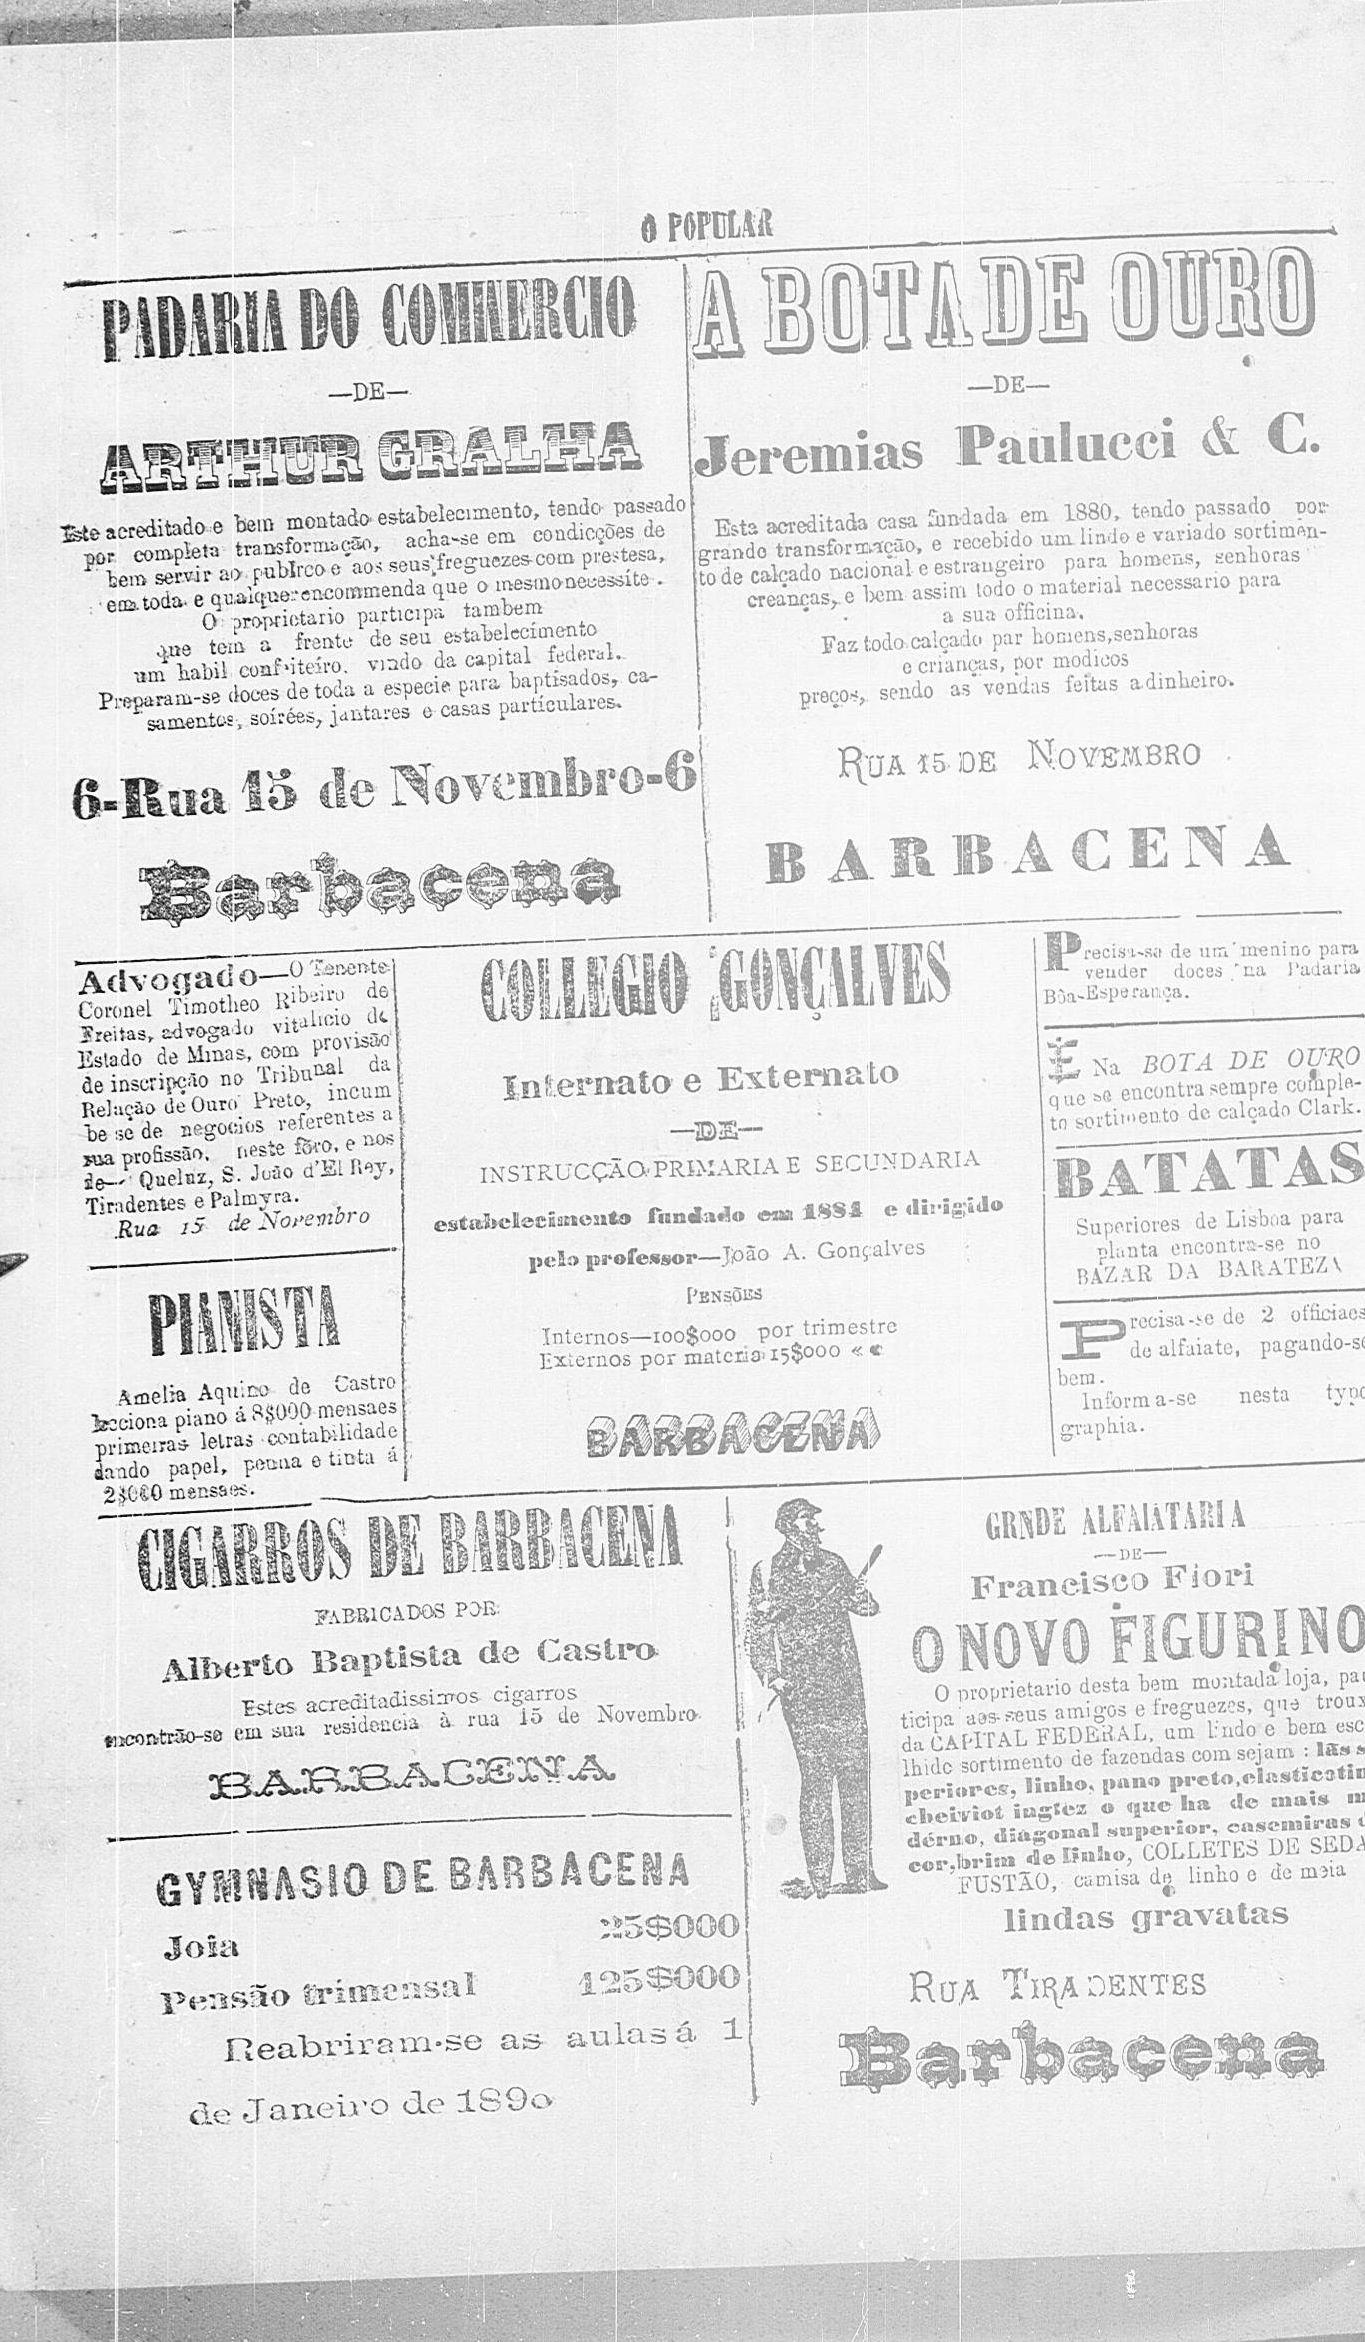 O POPULAR
PADARIA DO COMMERCIO
—DE—
ARTHUR GRALHA
Este acreditado e bem montado estabelecimento, tendo passado
por completa transformação, acha-se em condicções de
bem servir ao publrco e aos seus freguezes com prestesa,
em toda e qualquer encommenda que o mesmo necessite.
O proprietario participa tambem
que tem a frente de seu estabelecimento
um habil confeiteiro, vindo da capital federal.
Preparam-se doces de toda a especie para baptisados, ca-
samentos, soirées, jantares e casas particulares.
6-Rua 15 de Novembro-6
Barbacena
A BOTA DE OURO
—DE—
Jeremias Paulucci & C.
Esta acreditada casa fundada em 1880, tendo passado por
grande transformação, e recebido um lindo e variado sortimen-
to de calçado nacional e estrangeiro para homens, senhoras
creanças, e bem assim todo o material necessario para
a sua officina.
Faz todo calçado par homens, senhoras
e crianças, por modicos
preços, sendo as vendas feitas a dinheiro.
RUA 15 DE NOVEMBRO
BARBACENA
Advogado—O Tenente
Coronel Timotheo Ribeiro de
Freitas, advogado vitalicio do
Estado de Minas, com provisão
de inscripção no Tribunal da
Relação de Ouro Preto, incum
be se de negocios referentes a
sua profissão, neste fôro, e nos
de— Queluz, S. João d'El Rey,
Tiradentes e Palmyra.
Rua 15 de Novembro
PIANISTA
Amelia Aquino de Castro
lecciona piano á 8$000 mensaes
primeiras letras contabilidade
dando papel, penna e tinta á
2$000 mensaes.
COLLEGIO GONÇALVES
Internato e Externato
—DE—
INSTRUCÇÃO PRIMARIA E SECUNDARIA
estabelecimento fundado em 1884 e dirigido
pelo professor—João A. Gonçalves
PENSÕES
Internos—100$000 por trimestre
Externos por materia 15$000 « «
BARBACENA
Precisa-se de um menino para
vender doces na Padaria
Bôa-Esperança.
É Na BOTA DE OURO
que se encontra sempre comple-
to sortimento de calçado Clark.
BATATAS
Superiores de Lisboa para
planta encontra-se no
BAZAR DA BARATEZA
Precisa-se de 2 officiaes
de alfaiate, pagando-se
bem.
Informa-se nesta typo
graphia.
CIGARROS DE BARBACENA
FABRICADOS POR
Alberto Baptista de Castro
Estes acreditadissimos cigarros
encontrão-se em sua residencia à rua 15 de Novembro
BARBACENA
GYMNASIO DE BARBACENA
Joia 25$000
Pensão trimensal 125$000
Reabriram-se as aulas á 1
de Janeiro de 1890
GRNDE ALFAIATARIA
—DE—
Francisco Fiori
O NOVO FIGURINO
O proprietario desta bem montada loja, par
ticipa aos seus amigos e freguezes, que troux
da CAPITAL FEDERAL, um lindo e bem esc
lhido sortimento de fazendas com sejam : lãs s
periores, linho, pano preto, elasticotin
cheiviot inglez o que ha de mais m
dérno, diagonal superior, casemiras
cor, brim de linho, COLLETES DE SEDA
FUSTÃO, camisa de linho e de meia
lindas gravatas
RUA TIRADENTES
Barbacena